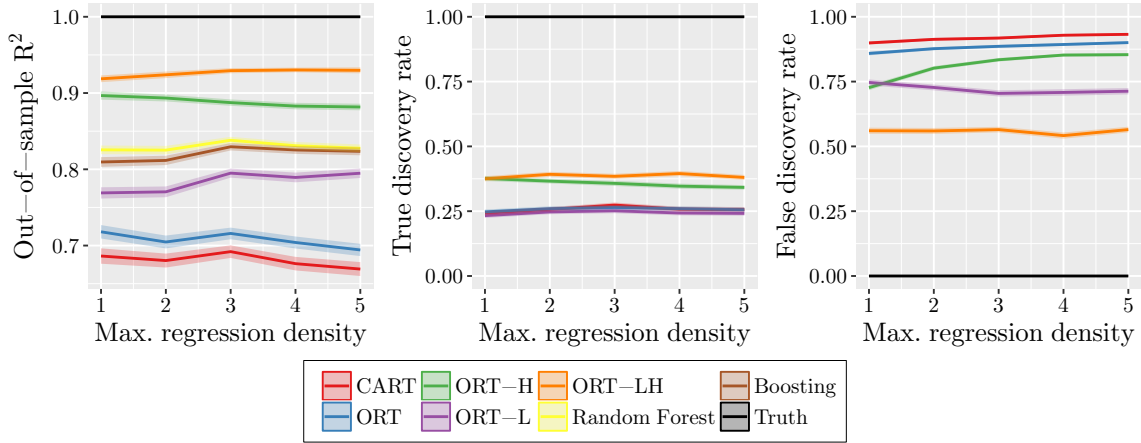 Out−of−sample R²
1.0
0.9
0.8
0.7
1 2 3 4 5
Max. regression density
True discovery rate
1.00
0.75
0.50
0.25
0.00
1 2 3 4 5
Max. regression density
False discovery rate
1.00
0.75
0.50
0.25
0.00
1 2 3 4 5
Max. regression density
CART ORT−H ORT−LH Boosting
ORT ORT−L Random Forest Truth